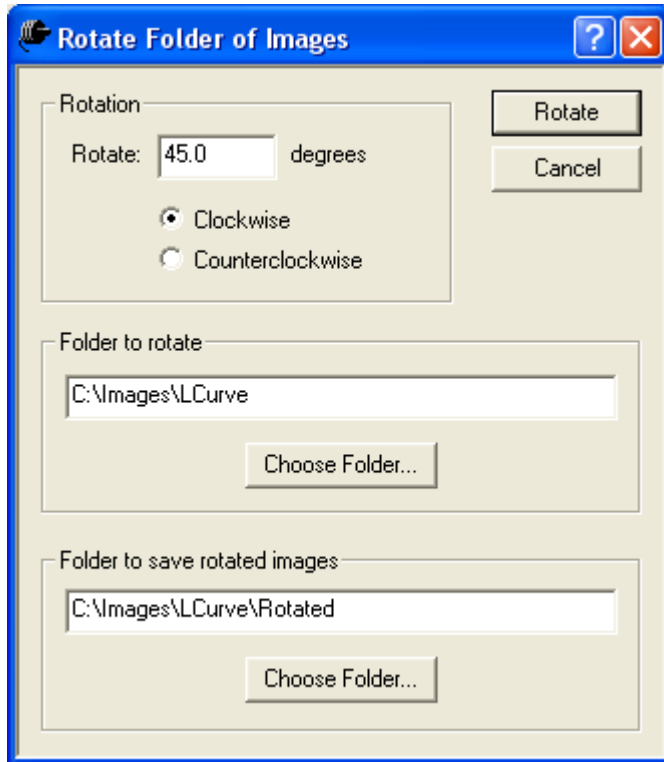 Rotate Folder of Images
Rotation
Rotate: 45.0 degrees
Clockwise
Counterclockwise
Rotate
Cancel
Folder to rotate
C:\Images\LCurve
Choose Folder...
Folder to save rotated images
C:\Images\LCurve\Rotated
Choose Folder...